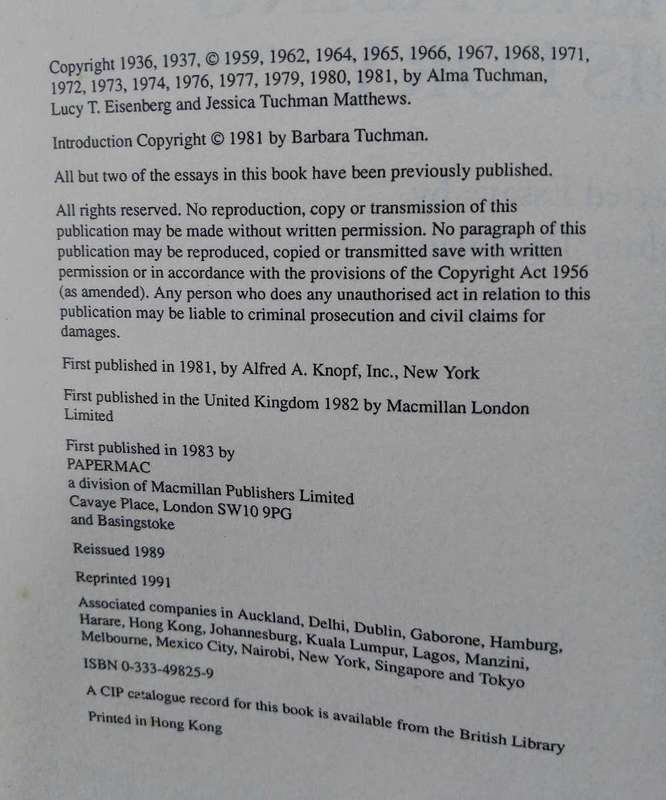 Copyright 1936, 1937, © 1959, 1962, 1964, 1965, 1966, 1967, 1968, 1971,
1972, 1973, 1974, 1976, 1977, 1979, 1980, 1981, by Alma Tuchman,
Lucy T. Eisenberg and Jessica Tuchman Matthews.
Introduction Copyright © 1981 by Barbara Tuchman.
All but two of the essays in this book have been previously published.
All rights reserved. No reproduction, copy or transmission of this
publication may be made without written permission. No paragraph of this
publication may be reproduced, copied or transmitted save with written
permission or in accordance with the provisions of the Copyright Act 1956
(as amended). Any person who does any unauthorised act in relation to this
publication may be liable to criminal prosecution and civil claims for
damages.
First published in 1981, by Alfred A. Knopf, Inc., New York
First published in the United Kingdom 1982 by Macmillan London
Limited
First published in 1983 by
PAPERMAC
a division of Macmillan Publishers Limited
Cavaye Place, London SW10 9PG
and Basingstoke
Reissued 1989
Reprinted 1991
Associated companies in Auckland, Delhi, Dublin, Gaborone, Hamburg,
Harare, Hong Kong, Johannesburg, Kuala Lumpur, Lagos, Manzini,
Melbourne, Mexico City, Nairobi, New York, Singapore and Tokyo
ISBN 0-333-49825-9
A CIP catalogue record for this book is available from the British Library
Printed in Hong Kong